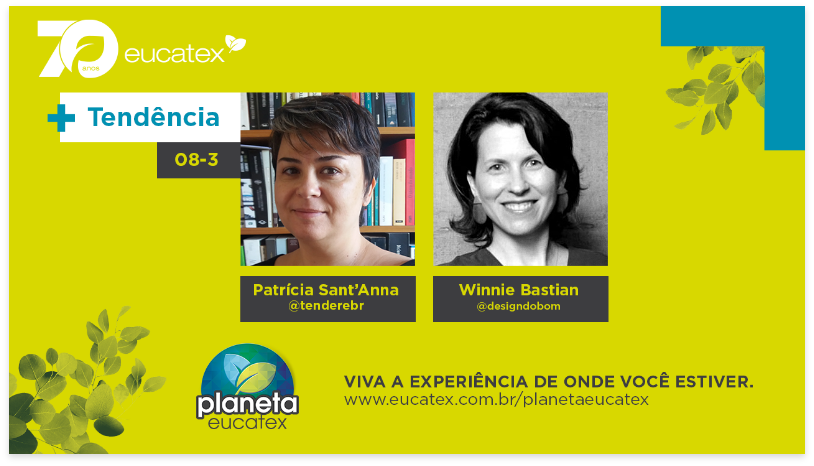 70 anos eucatex
+ Tendência
08-3
Patrícia Sant'Anna
@tenderebr
Winnie Bastian
@designdobom
planeta
eucatex
VIVA A EXPERIÊNCIA DE ONDE VOCÊ ESTIVER.
www.eucatex.com.br/planetaeucatex